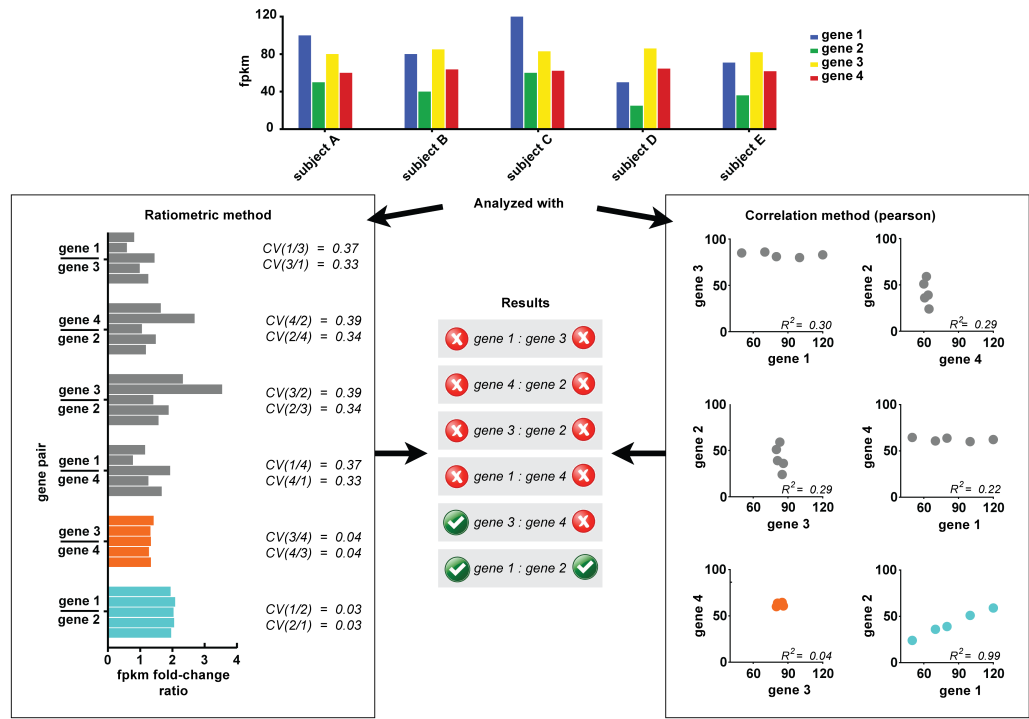 120
80
40
0
fpkm
gene 1
gene 2
gene 3
gene 4
subject A
subject B
subject C
subject D
subject E
Analyzed with
Ratiometric method
gene pair
gene 1
gene 3
CV(1/3) = 0.37
CV(3/1) = 0.33
gene 4
gene 2
CV(4/2) = 0.39
CV(2/4) = 0.34
gene 3
gene 2
CV(3/2) = 0.39
CV(2/3) = 0.34
gene 1
gene 4
CV(1/4) = 0.37
CV(4/1) = 0.33
gene 3
gene 4
CV(3/4) = 0.04
CV(4/3) = 0.04
gene 1
gene 2
CV(1/2) = 0.03
CV(2/1) = 0.03
0 1 2 3 4
fpkm fold-change
ratio
Results
gene 1 : gene 3
gene 4 : gene 2
gene 3 : gene 2
gene 1 : gene 4
gene 3 : gene 4
gene 1 : gene 2
Correlation method (pearson)
100
50
0
gene 3
R² = 0.30
60 90 120
gene 1
100
50
0
gene 2
R² = 0.29
60 90 120
gene 4
100
50
0
gene 2
R² = 0.29
60 90 120
gene 3
100
50
0
gene 4
R² = 0.22
60 90 120
gene 1
100
50
0
gene 4
R² = 0.04
60 90 120
gene 3
100
50
0
gene 2
R² = 0.99
60 90 120
gene 1